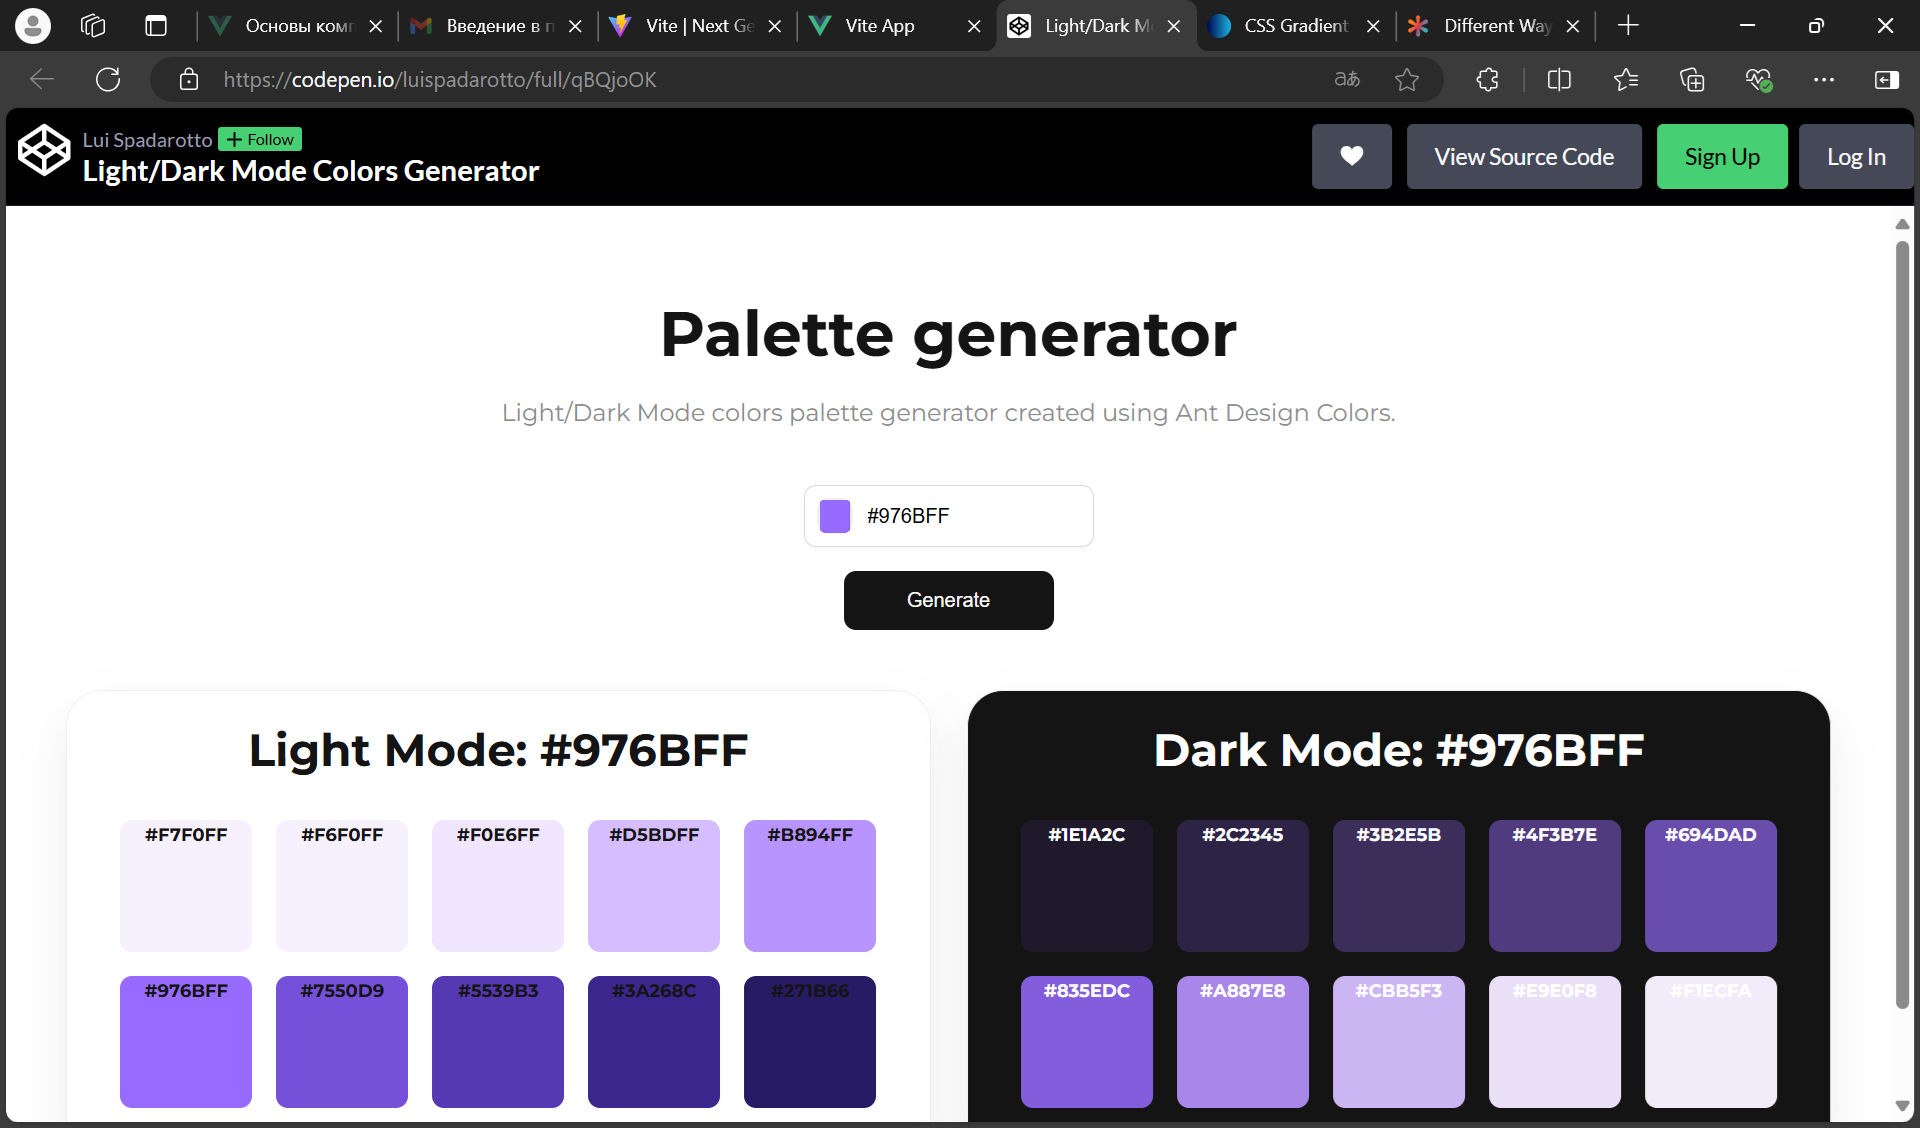 Основы комп
Введение в п
Vite | Next Ge
Vite App
Light/Dark Mo
CSS Gradient
Different Way
https://codepen.io/luispadarotto/full/qBQjoOK
Lui Spadarotto
+ Follow
Light/Dark Mode Colors Generator
View Source Code
Sign Up
Log In
Palette generator
Light/Dark Mode colors palette generator created using Ant Design Colors.
#976BFF
Generate
Light Mode: #976BFF
#F7F0FF
#F6F0FF
#F0E6FF
#D5BDFF
#B894FF
#976BFF
#7550D9
#5539B3
#3A268C
#271B66
Dark Mode: #976BFF
#1E1A2C
#2C2345
#3B2E5B
#4F3B7E
#694DAD
#835EDC
#A887E8
#CBB5F3
#E9E0F8
#F1ECFA